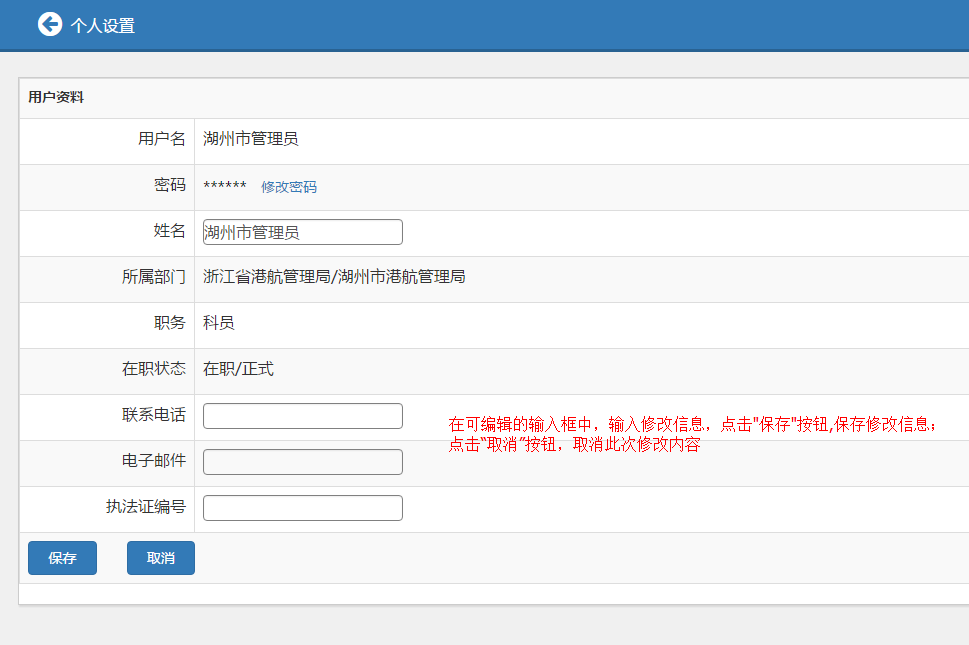 个人设置
用户资料
用户名 湖州市管理员
密码 ****** 修改密码
姓名 湖州市管理员
所属部门 浙江省港航管理局/湖州市港航管理局
职务 科员
在职状态 在职/正式
联系电话
在可编辑的输入框中，输入修改信息，点击"保存"按钮,保存修改信息；
点击“取消”按钮，取消此次修改内容
电子邮件
执法证编号
保存 取消